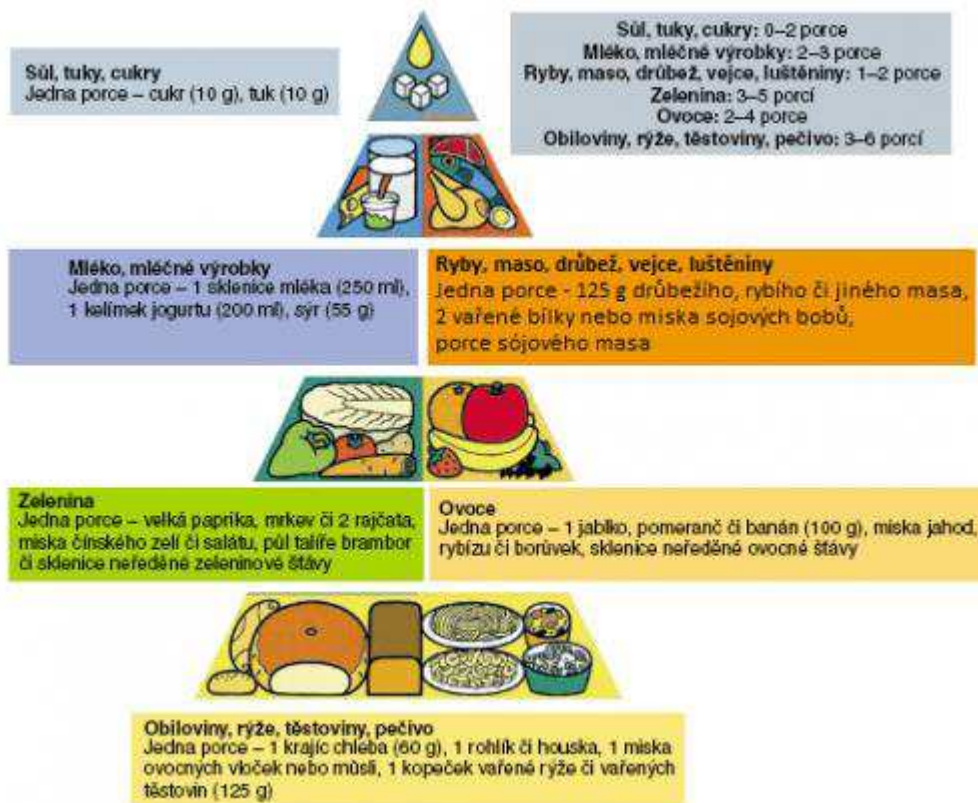 Sůl, tuky, cukry
Jedna porce – cukr (10 g), tuk (10 g)
Sůl, tuky, cukry: 0–2 porce
Mléko, mléčné výrobky: 2–3 porce
Ryby, maso, drůbež, vejce, luštěniny: 1–2 porce
Zelenina: 3–5 porcí
Ovoce: 2–4 porce
Obiloviny, rýže, těstoviny, pečivo: 3–6 porcí
Mléko, mléčné výrobky
Jedna porce – 1 sklenice mléka (250 ml),
1 kelímek jogurtu (200 ml), sýr (55 g)
Ryby, maso, drůbež, vejce, luštěniny
Jedna porce - 125 g drůbežího, rybího či jiného masa,
2 vařené bílky nebo miska sojových bobů,
porce sójového masa
Zelenina
Jedna porce – velká paprika, mrkev či 2 rajčata,
miska čínského zelí či salátu, půl talíře brambor
či sklenice neředěné zeleninové šťávy
Ovoce
Jedna porce – 1 jablko, pomeranč či banán (100 g), miska jahod,
rybízu či borůvek, sklenice neředěné ovocné šťávy
Obiloviny, rýže, těstoviny, pečivo
Jedna porce – 1 krajíc chleba (60 g), 1 rohlík či houska, 1 miska
ovocných vloček nebo műsli, 1 kopeček vařené rýže či vařených
těstovin (125 g)